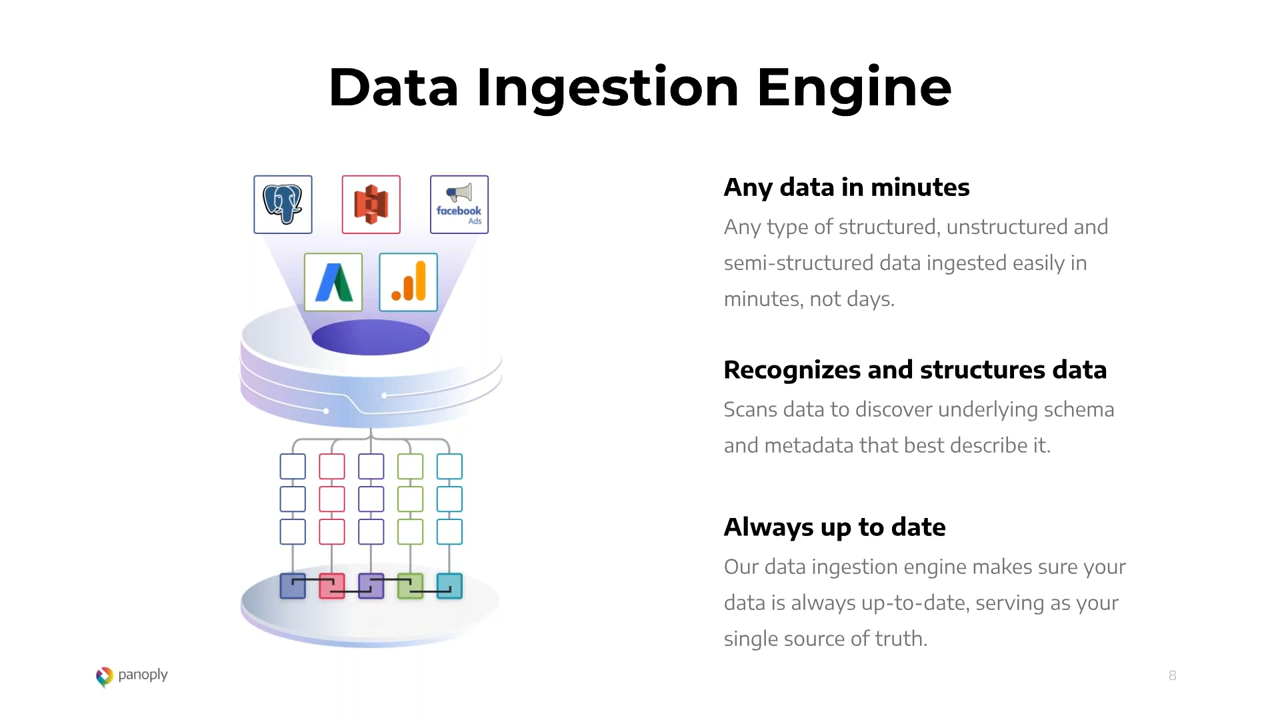 Data Ingestion Engine
facebook
Ads
Any data in minutes
Any type of structured, unstructured and
semi-structured data ingested easily in
minutes, not days.
Recognizes and structures data
Scans data to discover underlying schema
and metadata that best describe it.
Always up to date
Our data ingestion engine makes sure your
data is always up-to-date, serving as your
single source of truth.
panoply
8